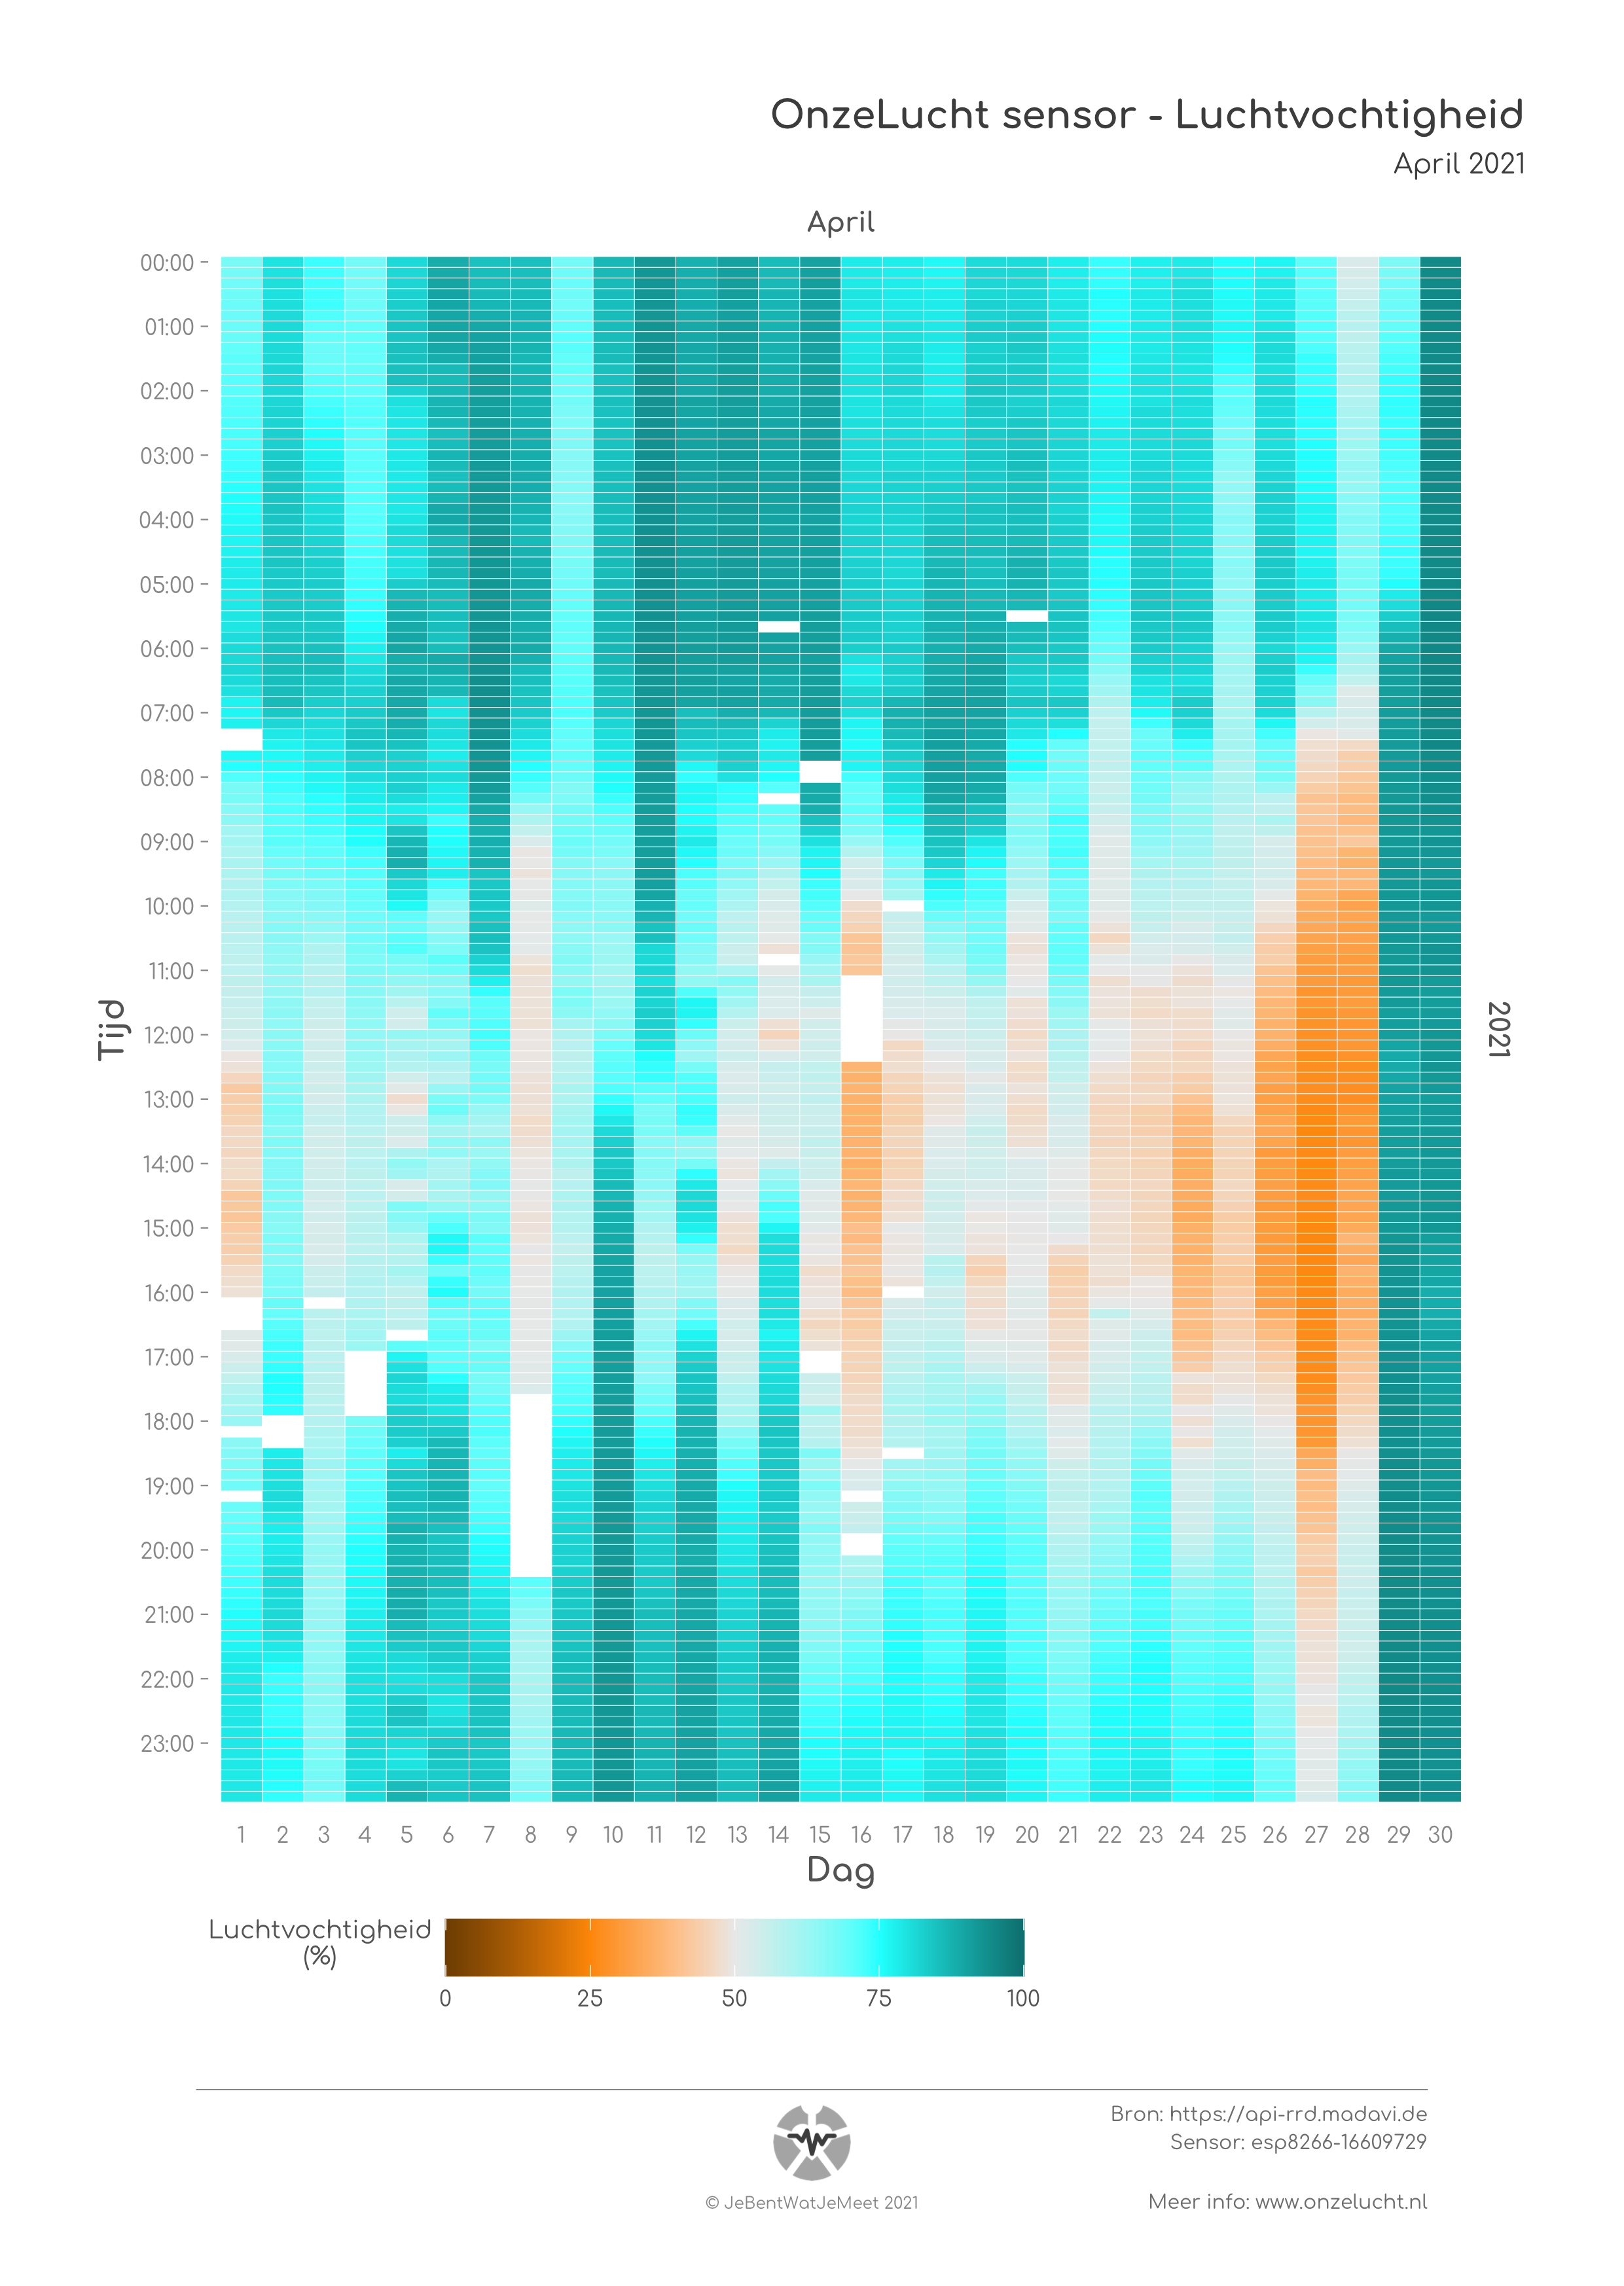 OnzeLucht sensor - Luchtvochtigheid
April 2021
April
00:00
01:00
02:00
03:00
04:00
05:00
06:00
07:00
08:00
09:00
10:00
11:00
12:00
13:00
14:00
15:00
16:00
17:00
18:00
19:00
20:00
21:00
22:00
23:00
Tijd
2021
1 2 3 4 5 6 7 8 9 10 11 12 13 14 15 16 17 18 19 20 21 22 23 24 25 26 27 28 29 30
Dag
Luchtvochtigheid
(%)
0 25 50 75 100
Bron: https://api-rrd.madavi.de
Sensor: esp8266-16609729
© JeBentWatJeMeet 2021
Meer info: www.onzelucht.nl